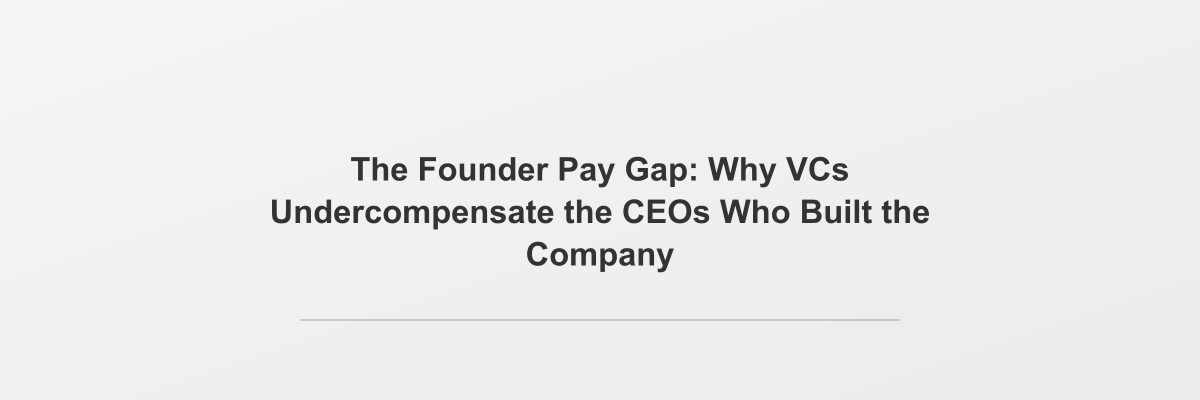 The Founder Pay Gap: Why VCs
Undercompensate the CEOs Who Built the
Company